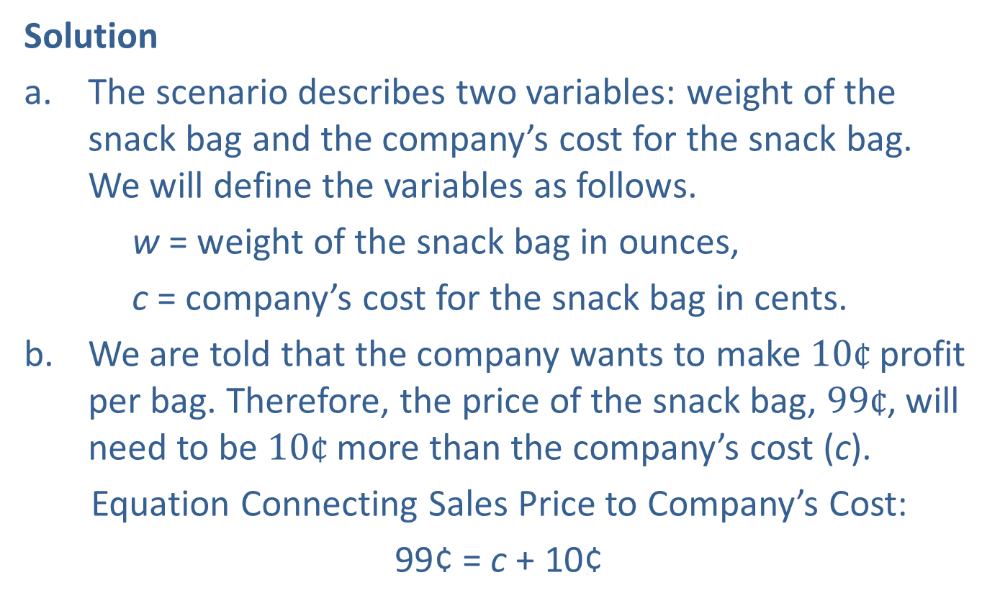 Solution
a. The scenario describes two variables: weight of the
snack bag and the company’s cost for the snack bag.
We will define the variables as follows.
w = weight of the snack bag in ounces,
c = company’s cost for the snack bag in cents.
b. We are told that the company wants to make 10¢ profit
per bag. Therefore, the price of the snack bag, 99¢, will
need to be 10¢ more than the company’s cost (c).
Equation Connecting Sales Price to Company’s Cost:
99¢ = c + 10¢